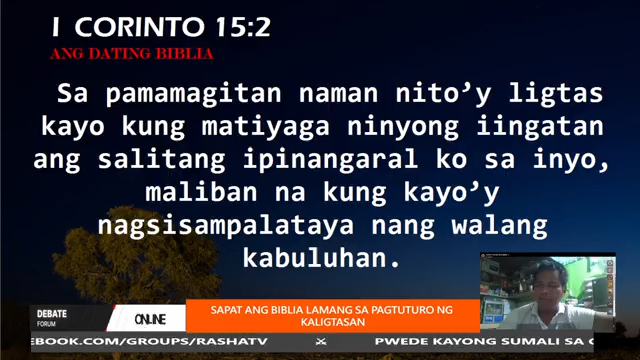 I CORINTO 15:2
ANG DATING BIBLIA
Sa pamamagitan naman nito'y ligtas
kayo kung matiyaga ninyong iingatan
ang salitang ipinangaral ko sa inyo,
maliban na kung kayo'y
nagsisampalataya nang walang
kabuluhan.
DEBATE
FORUM
ONLINE
SAPAT ANG BIBLIA LAMANG SA PAGTUTURO NG
KALIGTASAN
EBOOK.COM/GROUPS/RASHATV
PWEDE KAYONG SUMALI SA